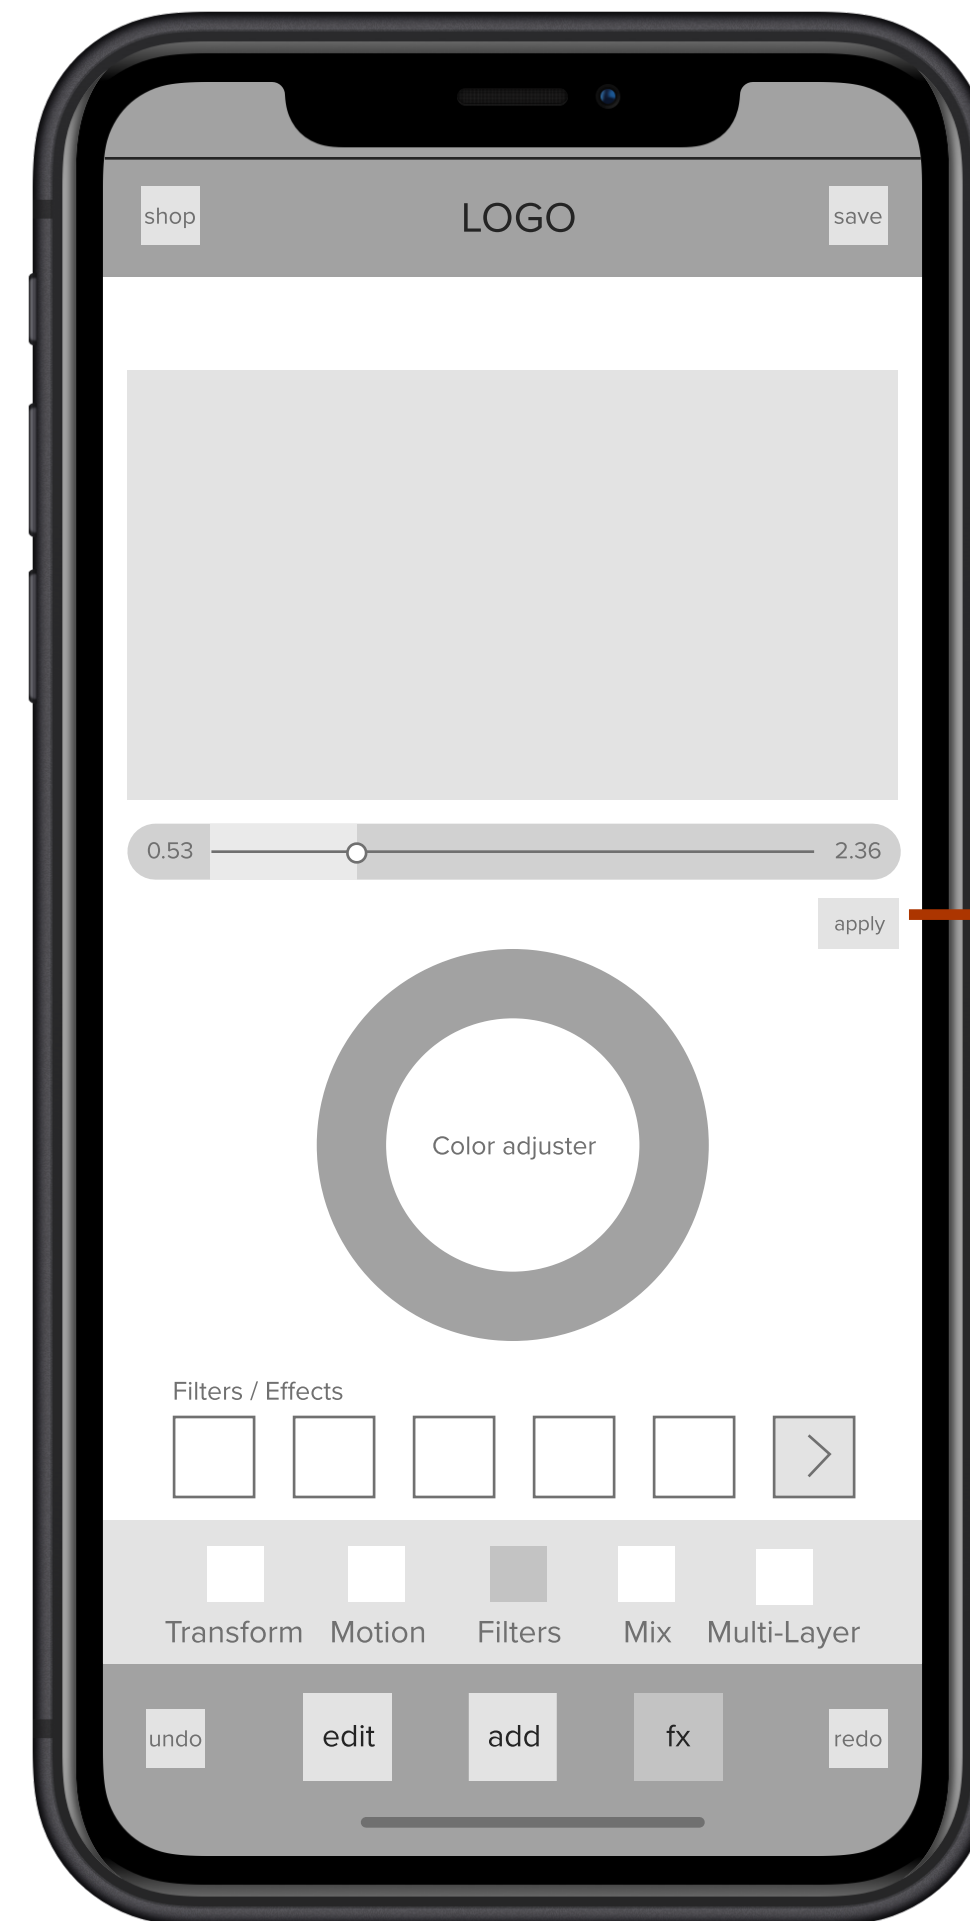 shop
LOGO
save
0.53
2.36
apply
Color adjuster
Filters / Effects
Transform
Motion
Filters
Mix
Multi-Layer
undo
edit
add
fx
redo